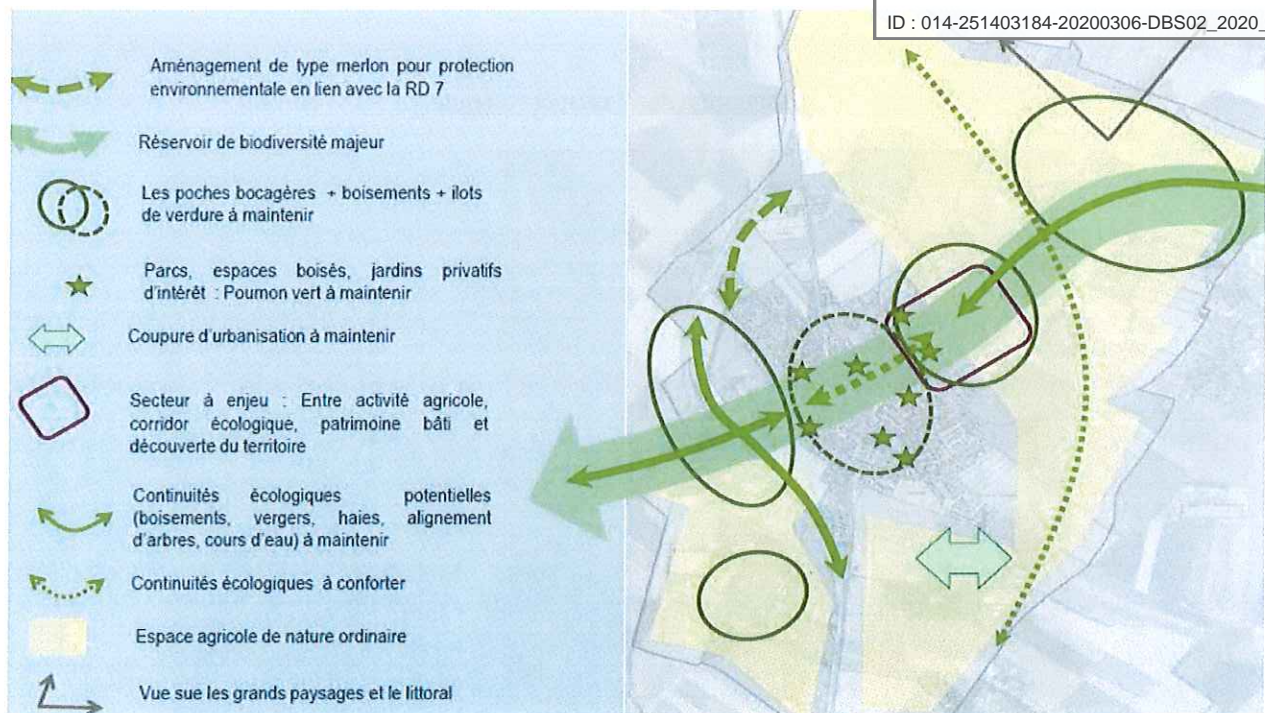 ID : 014-251403184-20200306-DBS02_2020_
Aménagement de type merlon pour protection
environnementale en lien avec la RD 7
Réservoir de biodiversité majeur
Les poches bocagères + boisements + ilots
de verdure à maintenir
Parcs, espaces boisés, jardins privatifs
d'intérêt : Poumon vert à maintenir
Coupure d'urbanisation à maintenir
Secteur à enjeu : Entre activité agricole,
corridor écologique, patrimoine bâti et
découverte du territoire
Continuités écologiques potentielles
(boisements, vergers, haies, alignement
d'arbres, cours d'eau) à maintenir
Continuités écologiques à conforter
Espace agricole de nature ordinaire
Vue sue les grands paysages et le littoral